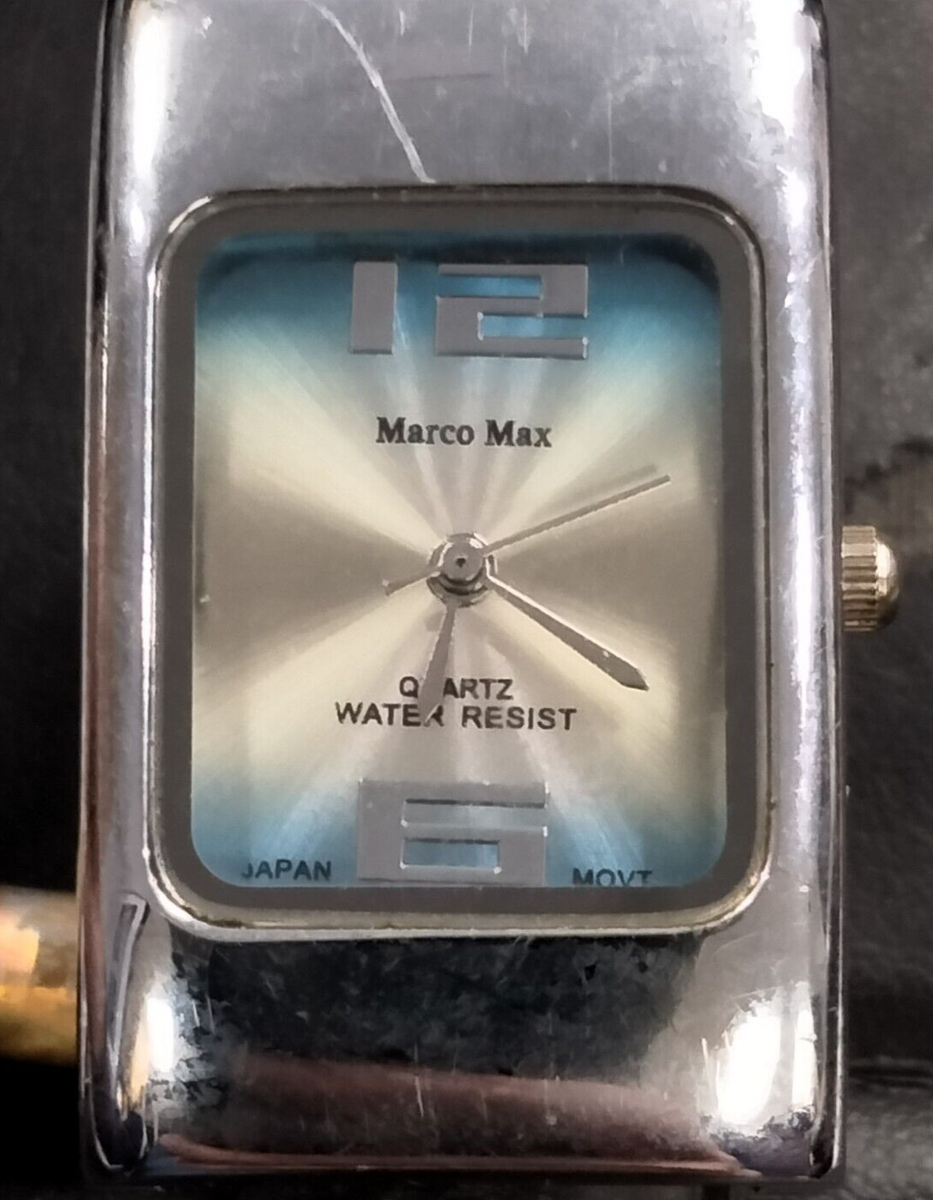 12
Marco Max
QUARTZ
WATER RESIST
6
JAPAN MOVT